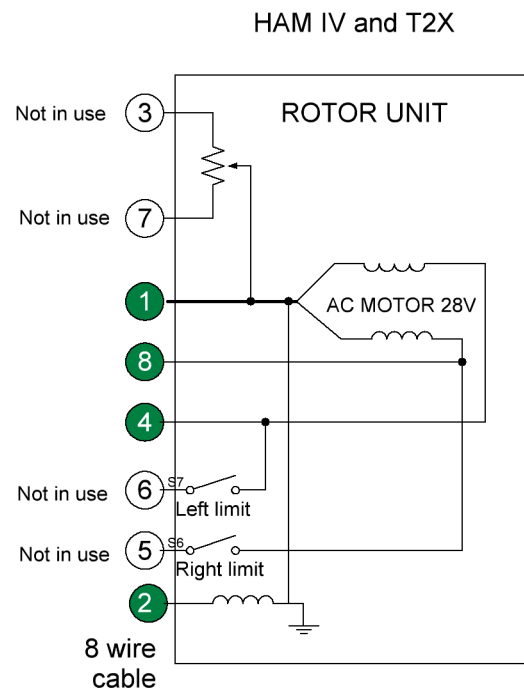 HAM IV and T2X
ROTOR UNIT
Not in use 3
Not in use 7
1
AC MOTOR 28V
8
4
Not in use 6 S7
Left limit
Not in use 5 S6
Right limit
2
8 wire
cable